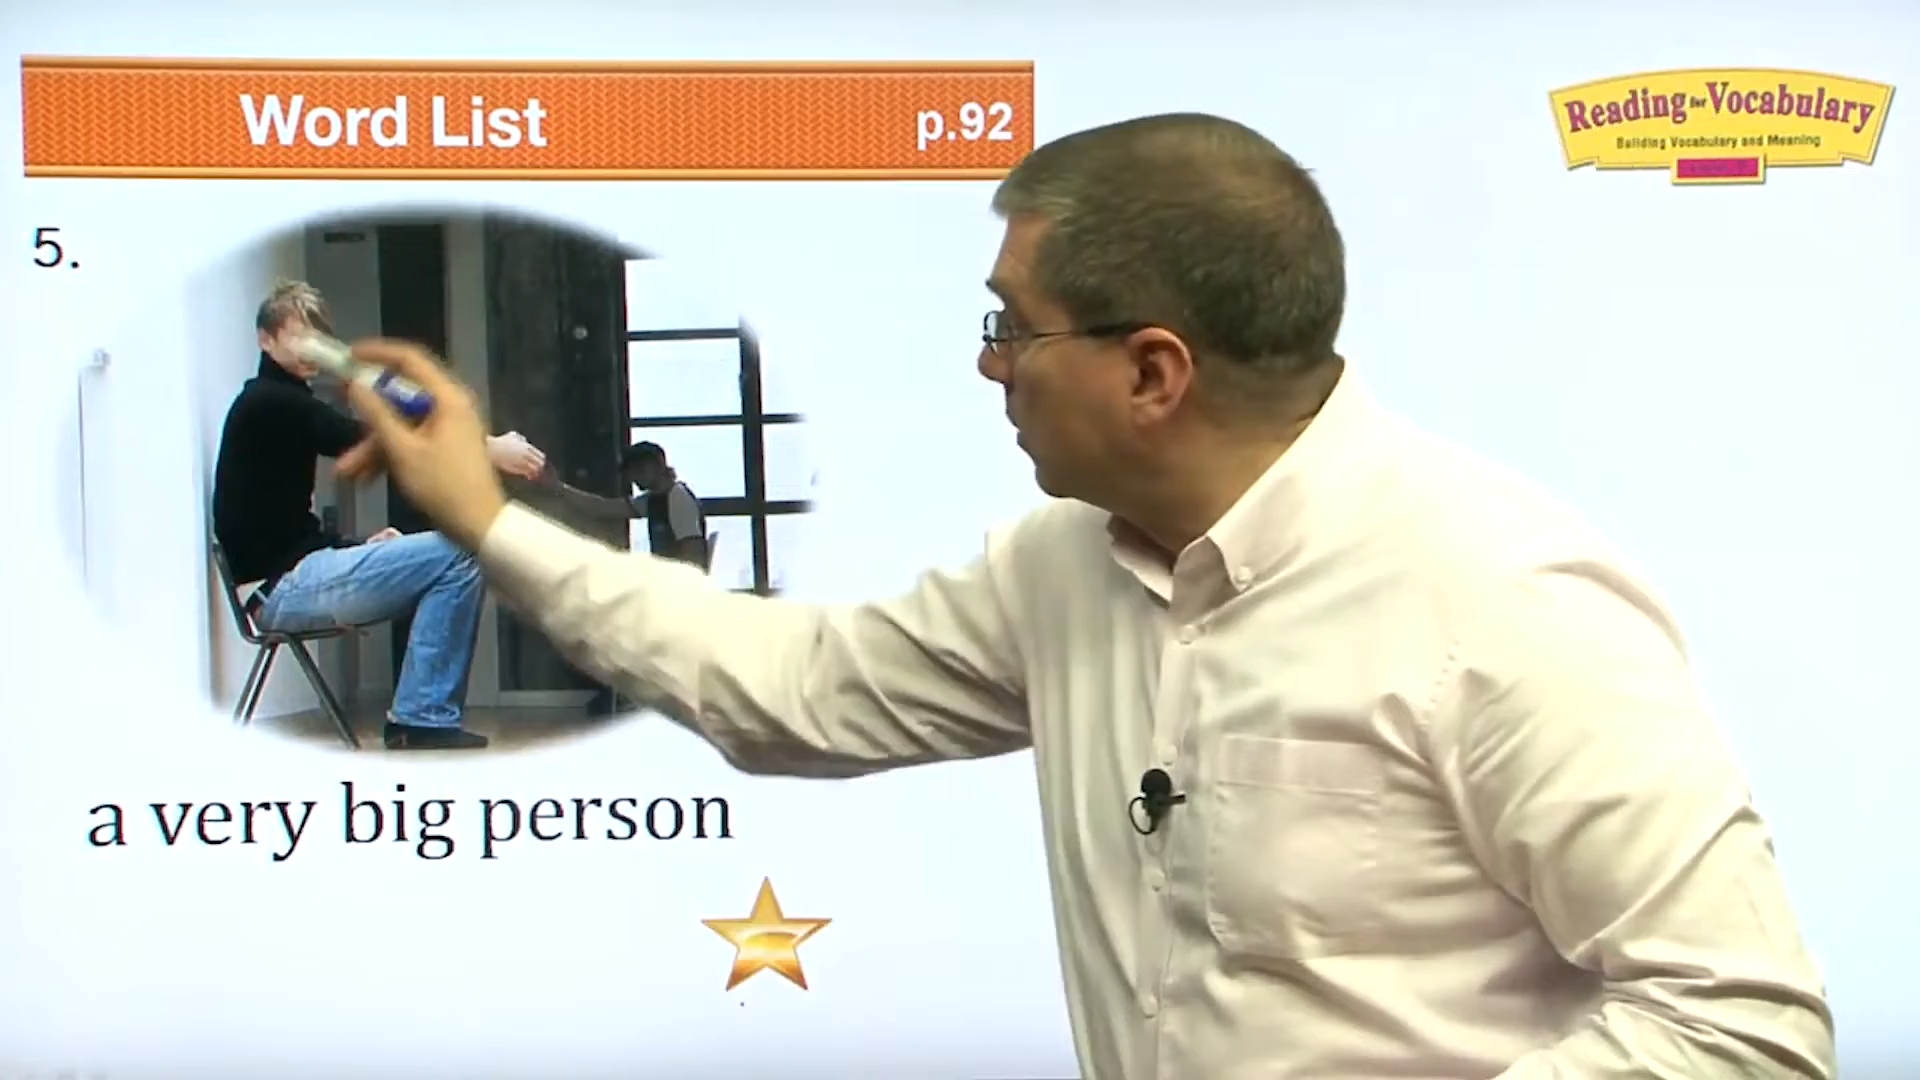 Word List
p.92
Reading for Vocabulary
Building Vocabulary and Meaning
5.
a very big person